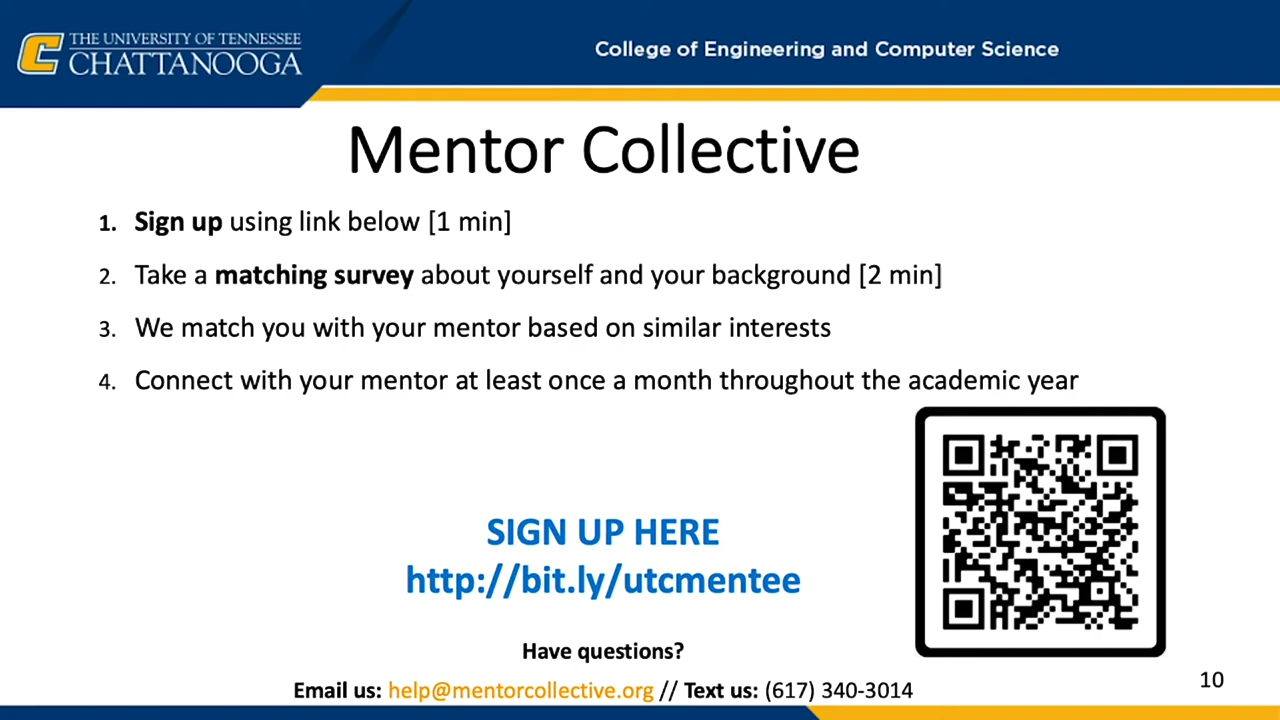 THE UNIVERSITY OF TENNESSEE
CHATTANOOGA
College of Engineering and Computer Science
Mentor Collective
1. Sign up using link below [1 min]
2. Take a matching survey about yourself and your background [2 min]
3. We match you with your mentor based on similar interests
4. Connect with your mentor at least once a month throughout the academic year
SIGN UP HERE
http://bit.ly/utcmentee
Have questions?
Email us: help@mentorcollective.org // Text us: (617) 340-3014
10